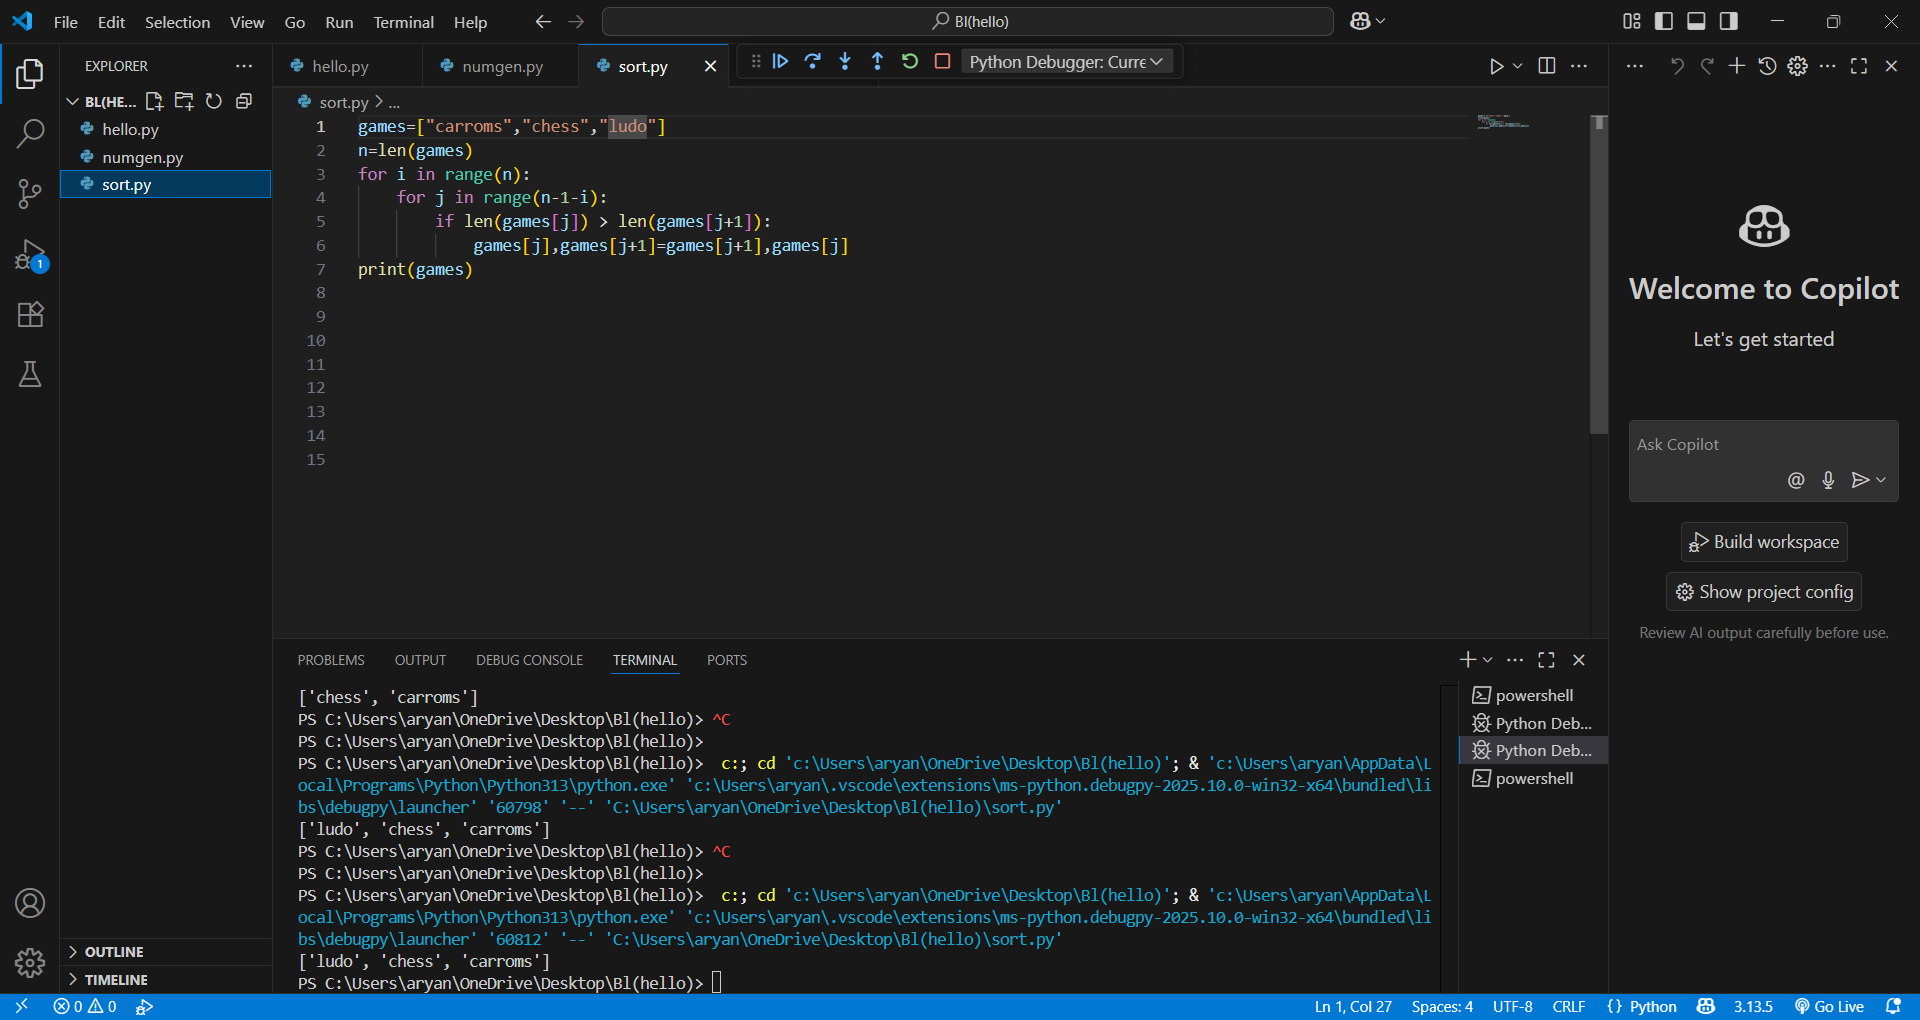 File Edit Selection View Go Run Terminal Help
Bl(hello)
EXPLORER
hello.py
numgen.py
sort.py
Python Debugger: Curre
BL(HE...
hello.py
numgen.py
sort.py
sort.py > ...
1 games=["carroms","chess","ludo"]
2 n=len(games)
3 for i in range(n):
4 for j in range(n-1-i):
5 if len(games[j]) > len(games[j+1]):
6 games[j],games[j+1]=games[j+1],games[j]
7 print(games)
8
9
10
11
12
13
14
15
1
Welcome to Copilot
Let's get started
Ask Copilot
Build workspace
Show project config
Review AI output carefully before use.
PROBLEMS OUTPUT DEBUG CONSOLE TERMINAL PORTS
['chess', 'carroms']
PS C:\Users\aryan\OneDrive\Desktop\Bl(hello)> ^C
PS C:\Users\aryan\OneDrive\Desktop\Bl(hello)>
PS C:\Users\aryan\OneDrive\Desktop\Bl(hello)> c:; cd 'c:\Users\aryan\OneDrive\Desktop\Bl(hello)'; & 'c:\Users\aryan\AppData\L
ocal\Programs\Python\Python313\python.exe' 'c:\Users\aryan\.vscode\extensions\ms-python.debugpy-2025.10.0-win32-x64\bundled\li
bs\debugpy\launcher' '60798' '--' 'C:\Users\aryan\OneDrive\Desktop\Bl(hello)\sort.py'
['ludo', 'chess', 'carroms']
PS C:\Users\aryan\OneDrive\Desktop\Bl(hello)> ^C
PS C:\Users\aryan\OneDrive\Desktop\Bl(hello)>
PS C:\Users\aryan\OneDrive\Desktop\Bl(hello)> c:; cd 'c:\Users\aryan\OneDrive\Desktop\Bl(hello)'; & 'c:\Users\aryan\AppData\L
ocal\Programs\Python\Python313\python.exe' 'c:\Users\aryan\.vscode\extensions\ms-python.debugpy-2025.10.0-win32-x64\bundled\li
bs\debugpy\launcher' '60812' '--' 'C:\Users\aryan\OneDrive\Desktop\Bl(hello)\sort.py'
['ludo', 'chess', 'carroms']
PS C:\Users\aryan\OneDrive\Desktop\Bl(hello)>
powershell
Python Deb...
Python Deb...
powershell
OUTLINE
TIMELINE
0 0
Ln 1, Col 27 Spaces: 4 UTF-8 CRLF {} Python 3.13.5 Go Live